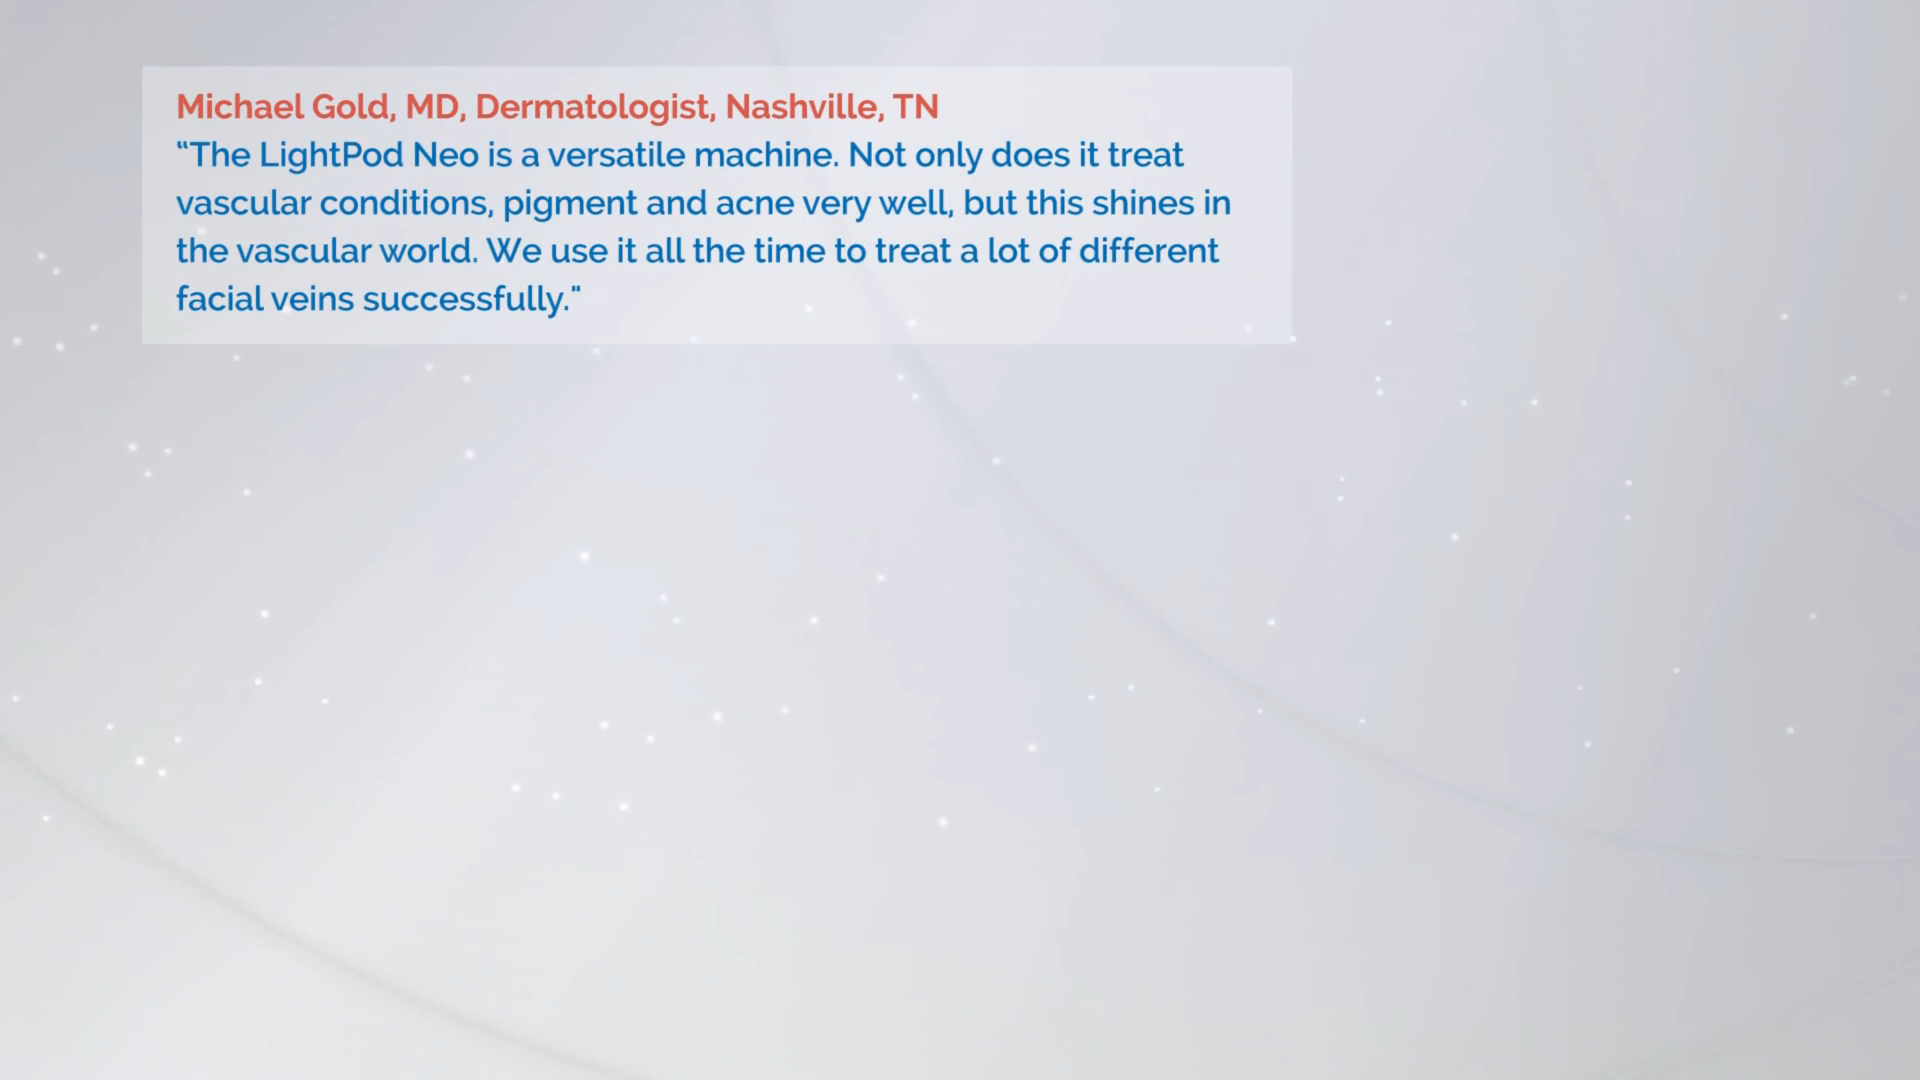 Michael Gold, MD, Dermatologist, Nashville, TN
“The LightPod Neo is a versatile machine. Not only does it treat
vascular conditions, pigment and acne very well, but this shines in
the vascular world. We use it all the time to treat a lot of different
facial veins successfully."